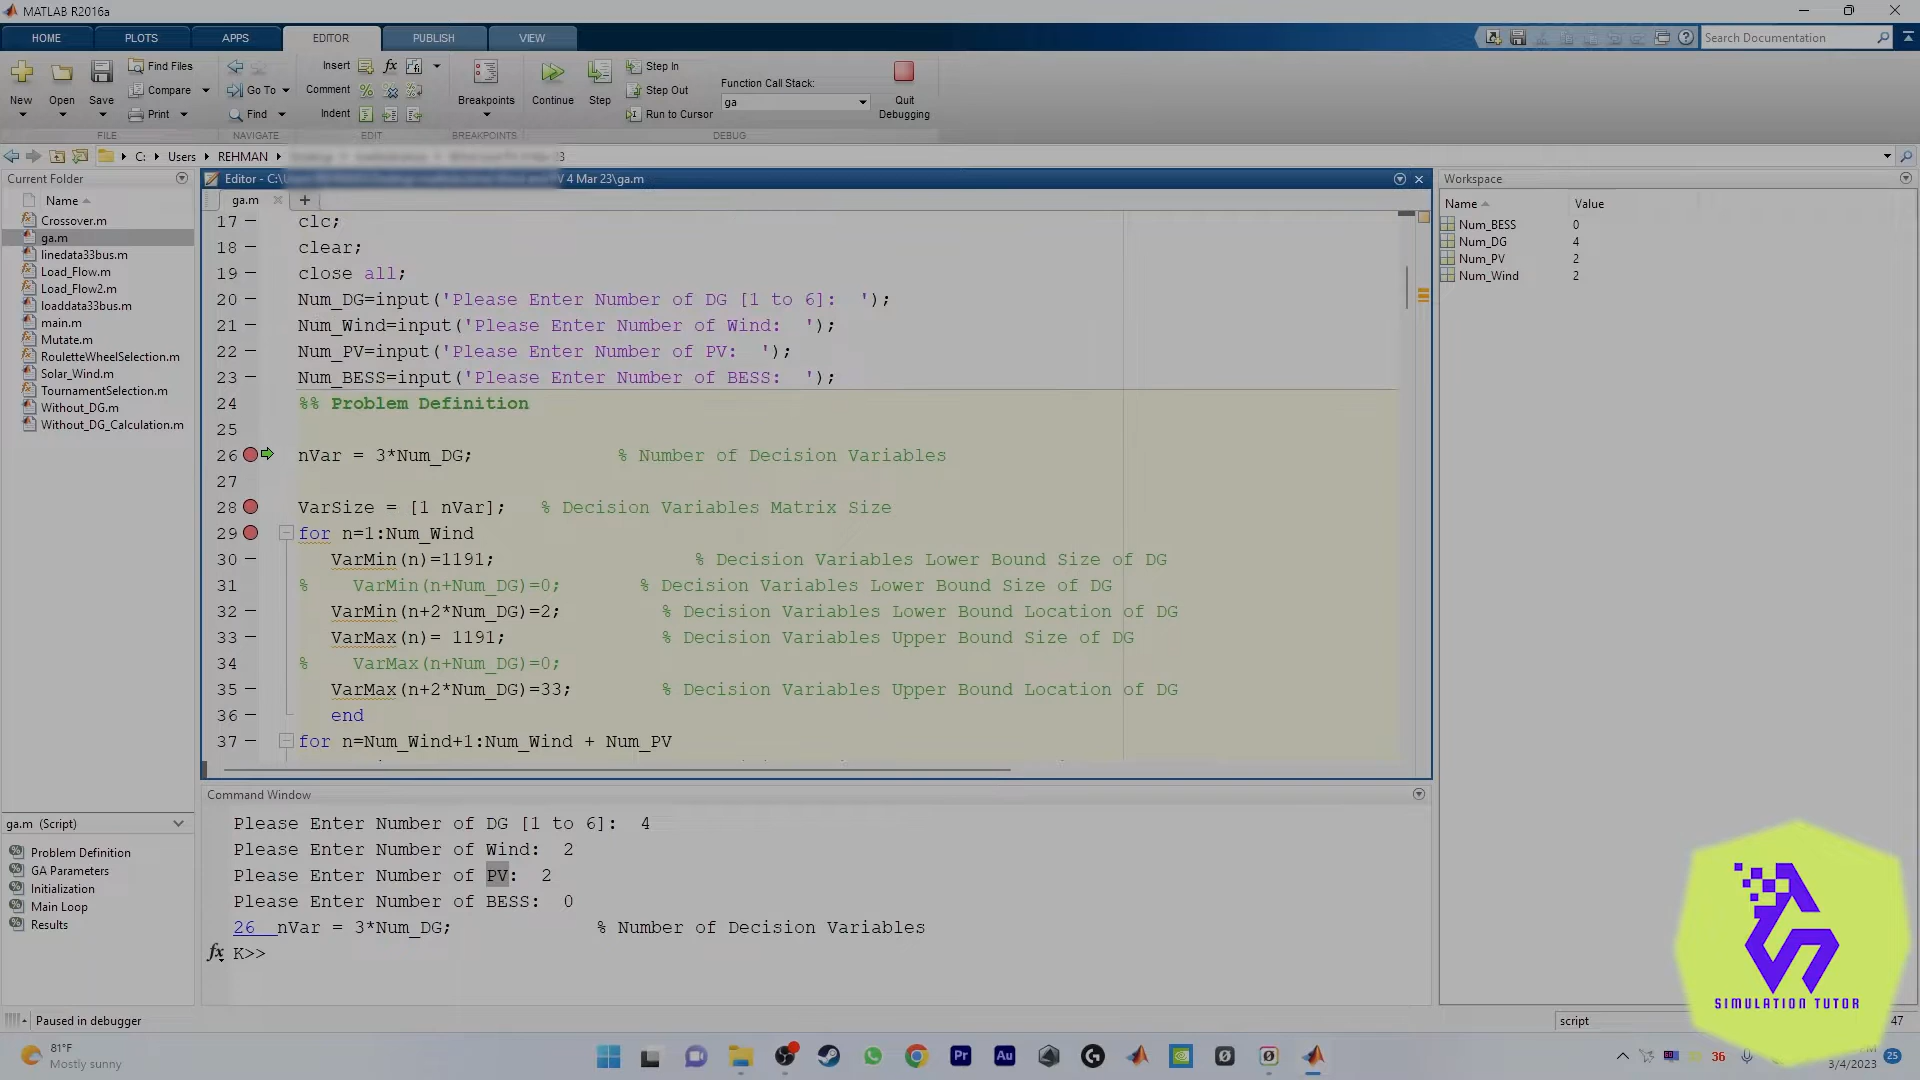 MATLAB R2016a
HOME PLOTS APPS EDITOR PUBLISH VIEW
Search Documentation
New Open Save Find Files Compare Print
Go To Find
Insert fx
Comment
Indent
Breakpoints Continue Step Step In Step Out Run to Cursor
Function Call Stack:
ga
Quit Debugging
FILE NAVIGATE EDIT BREAKPOINTS DEBUG
C: Users REHMAN
Current Folder
Name
Crossover.m
ga.m
linedata33bus.m
Load_Flow.m
Load_Flow2.m
loaddata33bus.m
main.m
Mutate.m
RouletteWheelSelection.m
Solar_Wind.m
TournamentSelection.m
Without_DG.m
Without_DG_Calculation.m
ga.m (Script)
Problem Definition
GA Parameters
Initialization
Main Loop
Results
Editor - C:\ 4 Mar 23\ga.m
ga.m
17 clc;
18 clear;
19 close all;
20 Num_DG=input('Please Enter Number of DG [1 to 6]:  ');
21 Num_Wind=input('Please Enter Number of Wind:  ');
22 Num_PV=input('Please Enter Number of PV:  ');
23 Num_BESS=input('Please Enter Number of BESS:  ');
24 %% Problem Definition
25
26 nVar = 3*Num_DG; % Number of Decision Variables
27
28 VarSize = [1 nVar]; % Decision Variables Matrix Size
29 for n=1:Num_Wind
30 VarMin(n)=1191; % Decision Variables Lower Bound Size of DG
31 % VarMin(n+Num_DG)=0; % Decision Variables Lower Bound Size of DG
32 VarMin(n+2*Num_DG)=2; % Decision Variables Lower Bound Location of DG
33 VarMax(n)= 1191; % Decision Variables Upper Bound Size of DG
34 % VarMax(n+Num_DG)=0;
35 VarMax(n+2*Num_DG)=33; % Decision Variables Upper Bound Location of DG
36 end
37 for n=Num_Wind+1:Num_Wind + Num_PV
Command Window
Please Enter Number of DG [1 to 6]:  4
Please Enter Number of Wind:  2
Please Enter Number of PV:  2
Please Enter Number of BESS:  0
26 nVar = 3*Num_DG; % Number of Decision Variables
fx K>>
Workspace
Name Value
Num_BESS 0
Num_DG 4
Num_PV 2
Num_Wind 2
SIMULATION TUTOR
Paused in debugger
script
47
81°F
Mostly sunny
Pr Au
36
3/4/2023
25